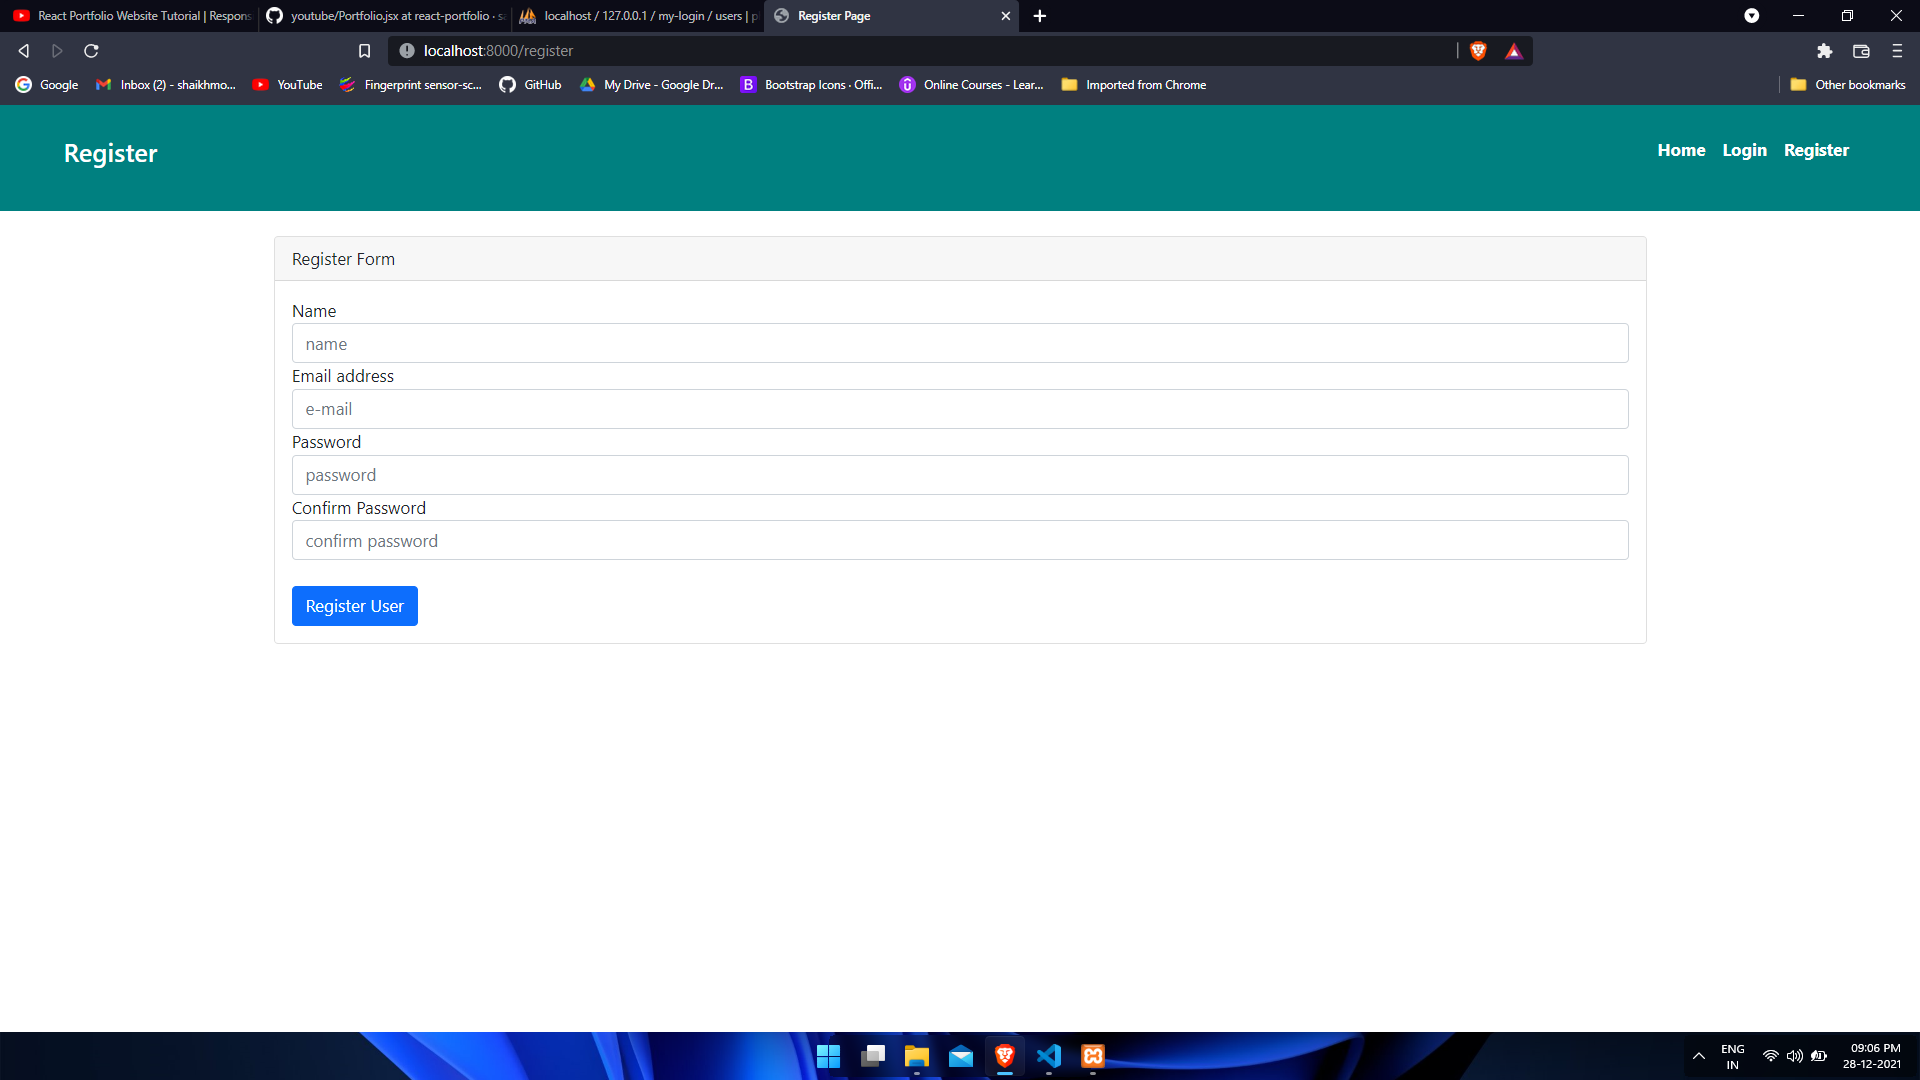 React Portfolio Website Tutorial | Respons
youtube/Portfolio.jsx at react-portfolio · sa
localhost / 127.0.0.1 / my-login / users | p
Register Page
localhost:8000/register
Google
Inbox (2) - shaikhmo...
YouTube
Fingerprint sensor-sc...
GitHub
My Drive - Google Dr...
B
Bootstrap Icons · Offi...
Online Courses - Lear...
Imported from Chrome
Other bookmarks
Register
Home
Login
Register
Register Form
Name
name
Email address
e-mail
Password
password
Confirm Password
confirm password
Register User
ENG
IN
09:06 PM
28-12-2021